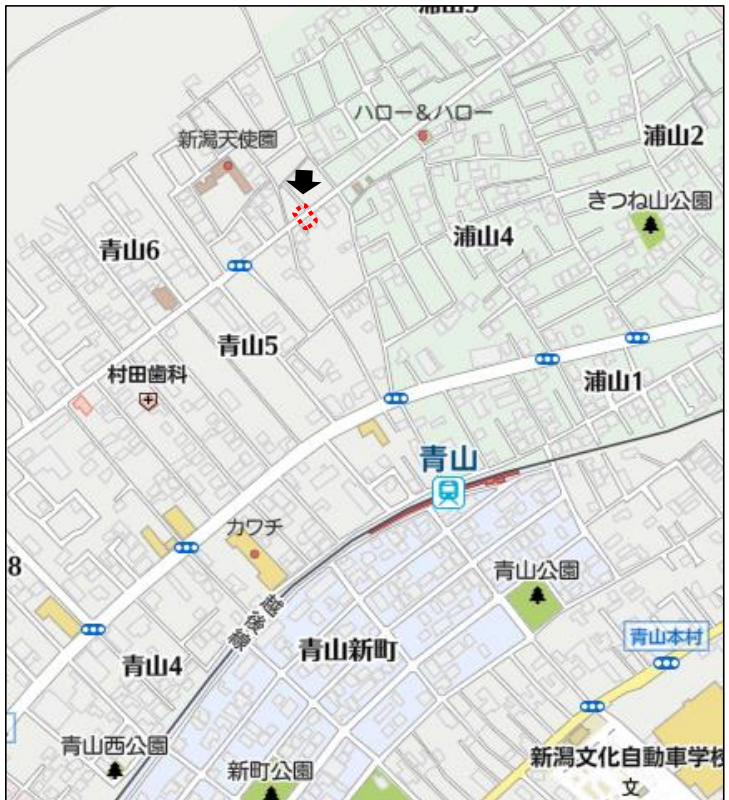 浦山5
ハロー&ハロー
新潟天使園
浦山2
きつね山公園
浦山4
青山6
青山5
村田歯科
浦山1
青山
カワチ
8
青山公園
越後線
青山本村
青山新町
青山4
青山西公園
新町公園
新潟文化自動車学校
文